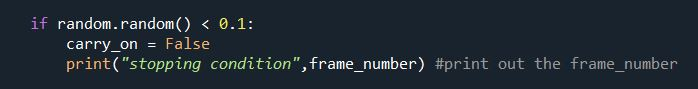 if random.random() < 0.1:
    carry_on = False
    print("stopping condition",frame_number) #print out the frame_number